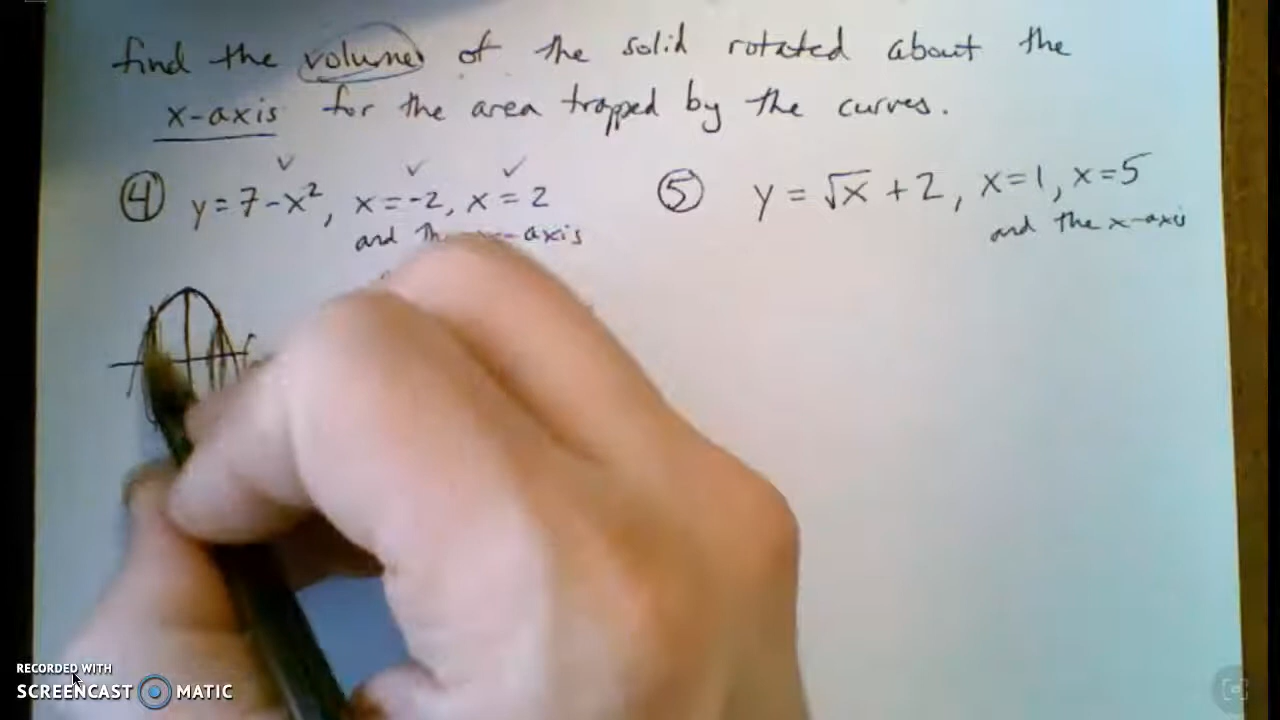 find the volume of the solid rotated about the
x-axis for the area trapped by the curves.
④ y = 7 - x², x = -2, x = 2
and the x-axis
⑤ y = √x + 2, x = 1, x = 5
and the x-axis
RECORDED WITH
SCREENCAST MATIC